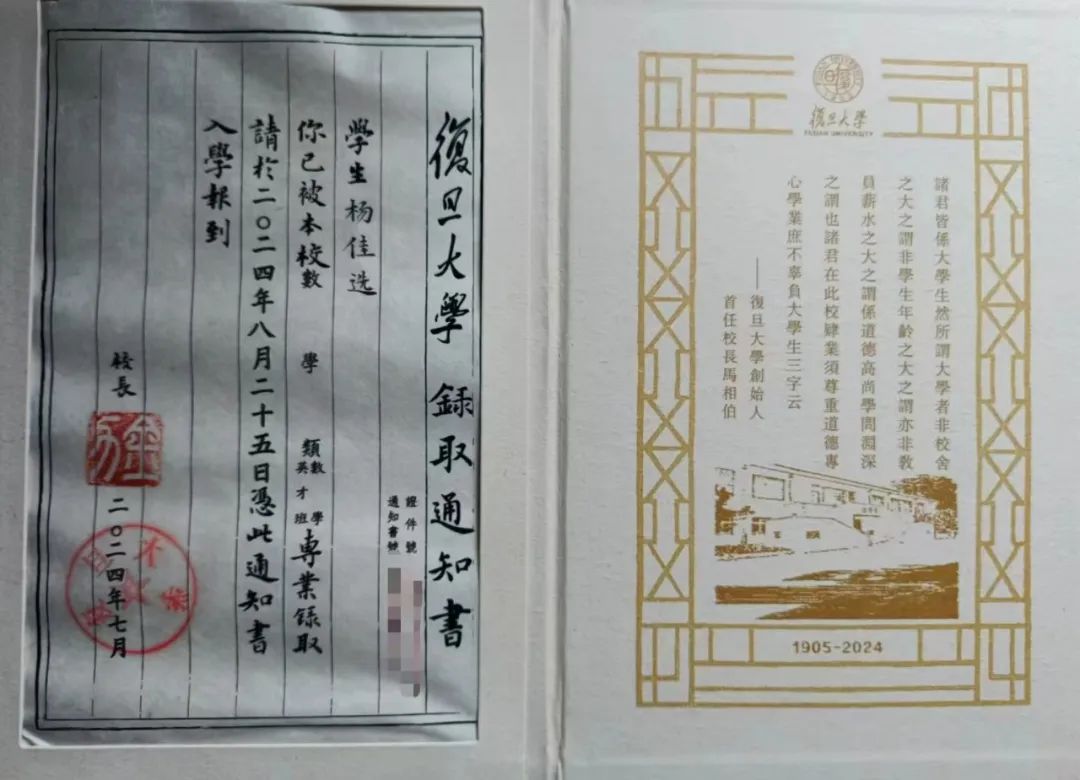 復旦大學 録取通知書
證件號
通知書號
學生 杨佳选
你已被本校數學類數學英才班專業録取
請於二〇二四年八月二十五日憑此通知書
入學報到
校長
二〇二四年七月
復旦大學
FUDAN UNIVERSITY
諸君皆係大學生然所謂大學者非校舍
之大之謂非學生年齡之大之謂亦非教
員薪水之大之謂係道德高尚學問淵深
之謂也諸君在此校肄業須尊重道德專
心學業庶不辜負大學生三字云
——復旦大學創始人
首任校長馬相伯
1905-2024